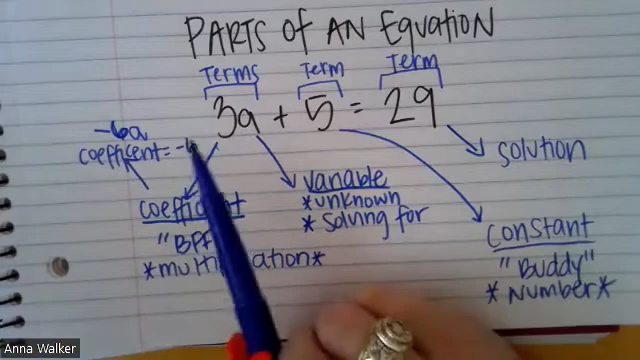 PARTS OF AN EQUATION
Terms Term Term
3a + 5 = 29
-6a
coefficent = -6
solution
variable
*unknown
*solving for
coefficient
"BFF
*multiplication*
constant
"Buddy"
*Number*
Anna Walker